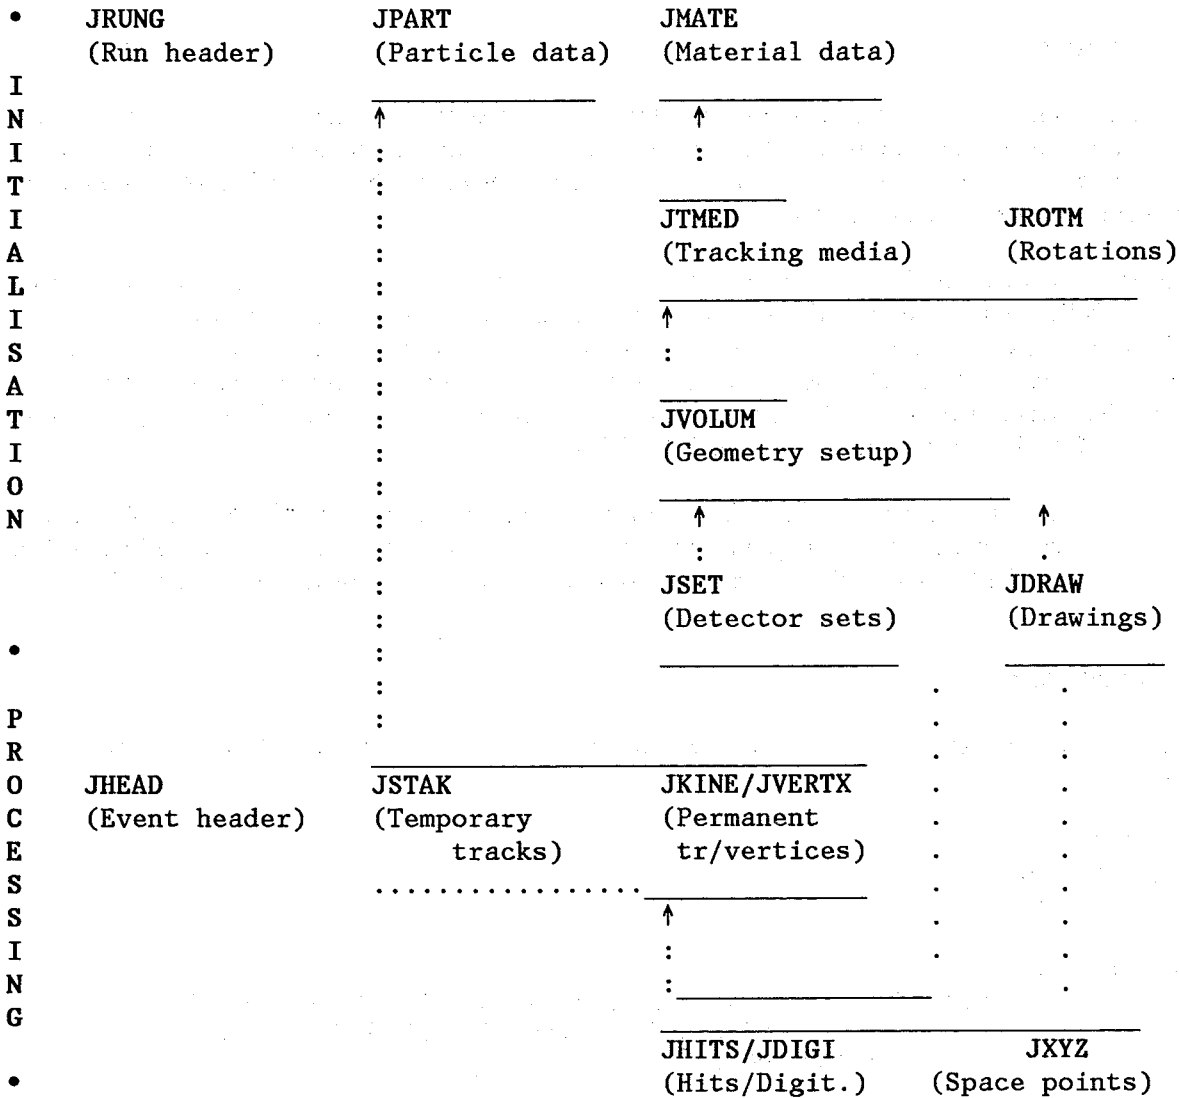 • JRUNG JPART JMATE
(Run header) (Particle data) (Material data)
I
N
I
T
I JTMED JROTM
A (Tracking media) (Rotations)
L
I
S
A
T JVOLUM
I (Geometry setup)
O
N
JSET JDRAW
(Detector sets) (Drawings)
•
P
R
O JHEAD JSTAK JKINE/JVERTX
C (Event header) (Temporary (Permanent
E tracks) tr/vertices)
S
S
I
N
G
JHITS/JDIGI JXYZ
• (Hits/Digit.) (Space points)